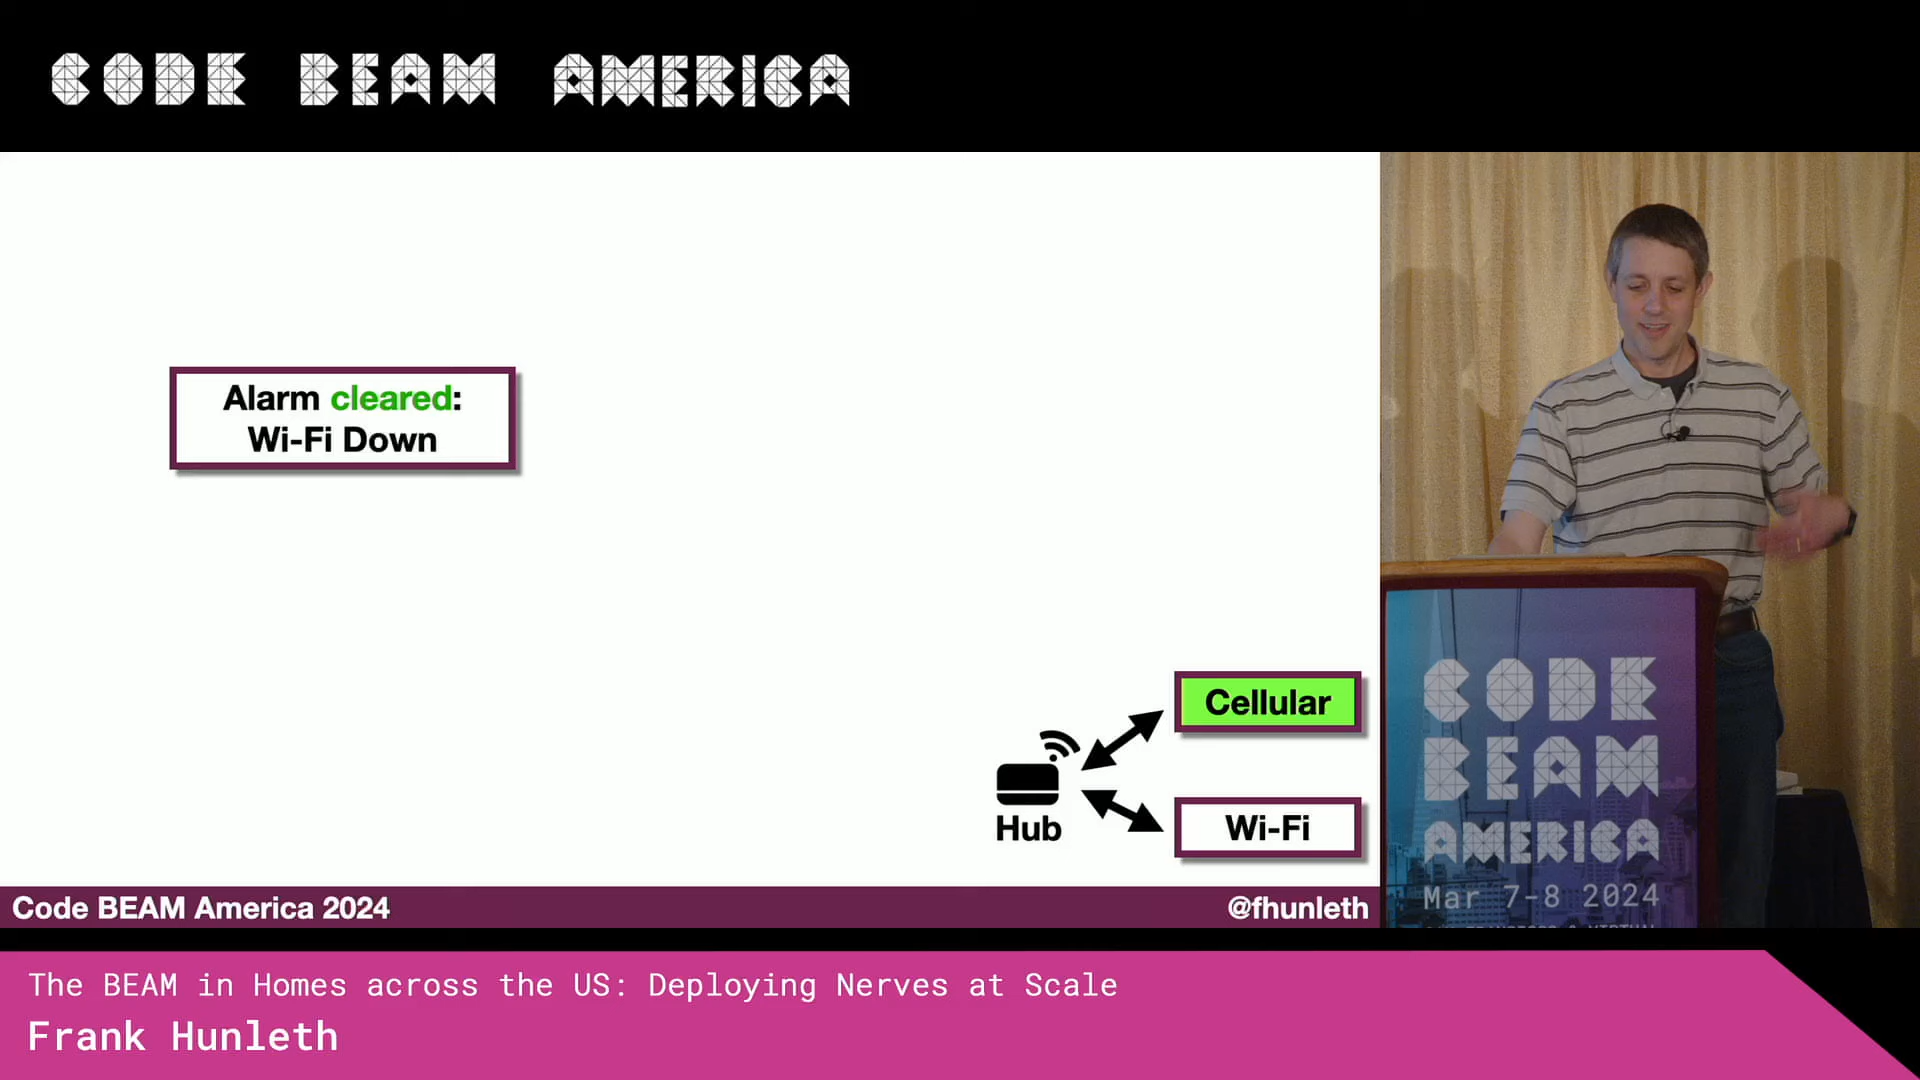 CODE BEAM AMERICA
Alarm cleared:
Wi-Fi Down
Cellular
Hub
Wi-Fi
Code BEAM America 2024
@fhunleth
CODE
BEAM
AMERICA
Mar 7-8 2024
The BEAM in Homes across the US: Deploying Nerves at Scale
Frank Hunleth